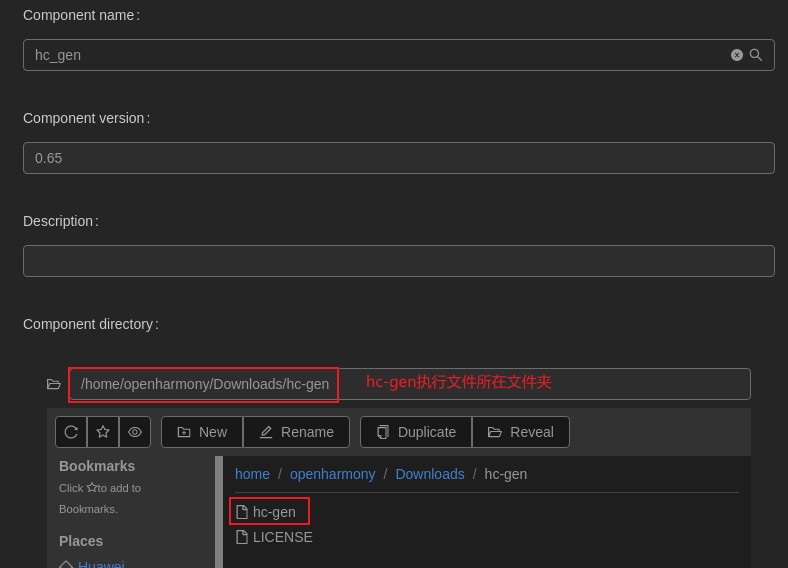 Component name:
hc_gen
Component version:
0.65
Description:
Component directory:
/home/openharmony/Downloads/hc-gen
hc-gen执行文件所在文件夹
New Rename Duplicate Reveal
Bookmarks
Click to add to
Bookmarks.
Places
Huawei
home / openharmony / Downloads / hc-gen
hc-gen
LICENSE